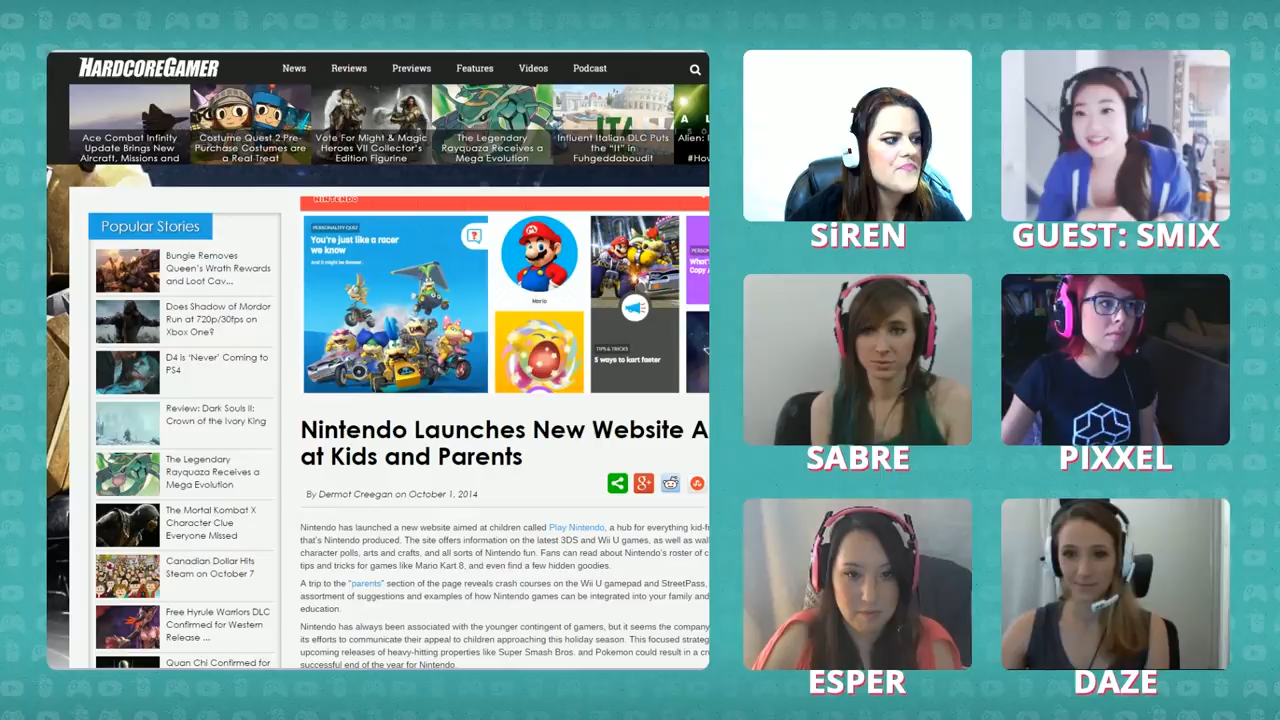 HARDCOREGAMER
News
Reviews
Previews
Features
Videos
Podcast
Ace Combat Infinity
Update Brings New
Aircraft, Missions and
Costume Quest 2 Pre-
Purchase Costumes are
a Real Treat
Vote For Might & Magic
Heroes VII Collector's
Edition Figurine
The Legendary
Rayquaza Receives a
Mega Evolution
Influent Italian DLC Puts
the "It" in
Fuhgeddaboudit
Alien:
#Ho
Popular Stories
Bungie Removes
Queen's Wrath Rewards
and Loot Cav...
Does Shadow of Mordor
Run at 720p/30fps on
Xbox One?
D4 is 'Never' Coming to
PS4
Review: Dark Souls II:
Crown of the Ivory King
The Legendary
Rayquaza Receives a
Mega Evolution
The Mortal Kombat X
Character Clue
Everyone Missed
Canadian Dollar Hits
Steam on October 7
Free Hyrule Warriors DLC
Confirmed for Western
Release ...
Quan Chi Confirmed for
NINTENDO
PERSONALITY QUIZ
You're just like a racer
we know
And it might be Bowser.
Mario
TIPS & TRICKS
5 ways to kart faster
Nintendo Launches New Website A
at Kids and Parents
By Dermot Creegan on October 1, 2014
Nintendo has launched a new website aimed at children called Play Nintendo, a hub for everything kid-fr
that's Nintendo produced. The site offers information on the latest 3DS and Wii U games, as well as wal
character polls, arts and crafts, and all sorts of Nintendo fun. Fans can read about Nintendo's roster of c
tips and tricks for games like Mario Kart 8, and even find a few hidden goodies.
A trip to the "parents" section of the page reveals crash courses on the Wii U gamepad and StreetPass,
assortment of suggestions and examples of how Nintendo games can be integrated into your family and
education.
Nintendo has always been associated with the younger contingent of gamers, but it seems the company
its efforts to communicate their appeal to children approaching this holiday season. This focused strateg
upcoming releases of heavy-hitting properties like Super Smash Bros. and Pokemon could result in a cr
successful end of the year for Nintendo.
SiREN
GUEST: SMIX
SABRE
PIXXEL
ESPER
DAZE